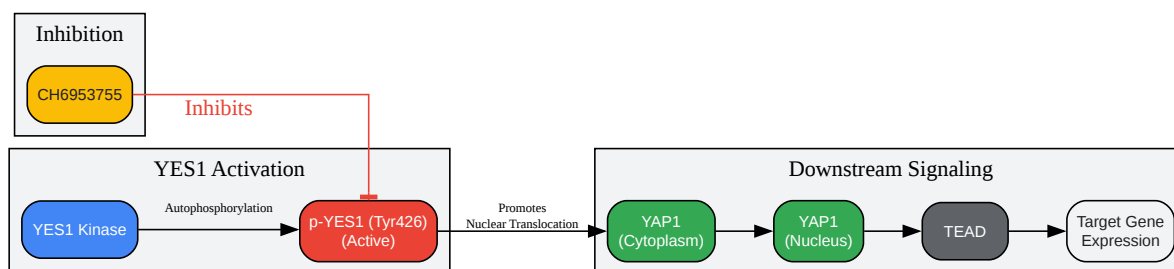 Inhibition
CH6953755
Inhibits
YES1 Activation
YES1 Kinase
Autophosphorylation
p-YES1 (Tyr426)
(Active)
Promotes
Nuclear Translocation
Downstream Signaling
YAP1
(Cytoplasm)
YAP1
(Nucleus)
TEAD
Target Gene
Expression